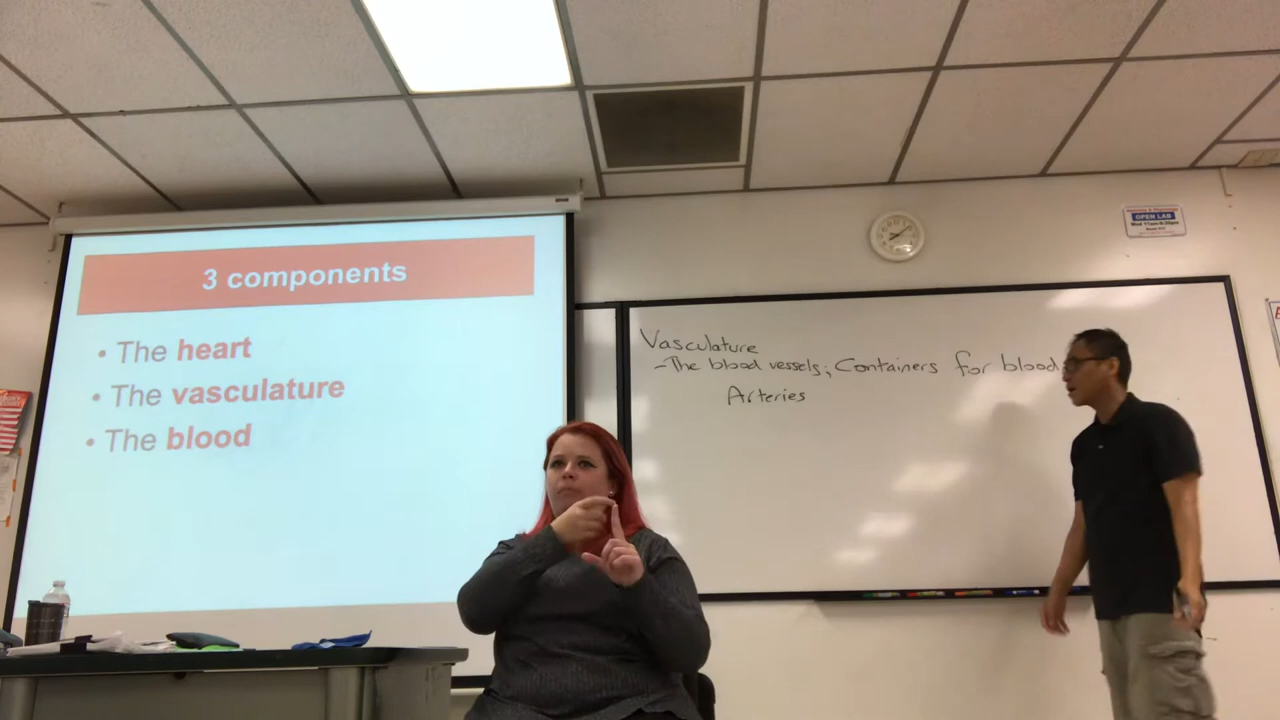 3 components
• The heart
• The vasculature
• The blood
Vasculature
-The blood vessels; Containers for blood
Arteries
OPEN LAB